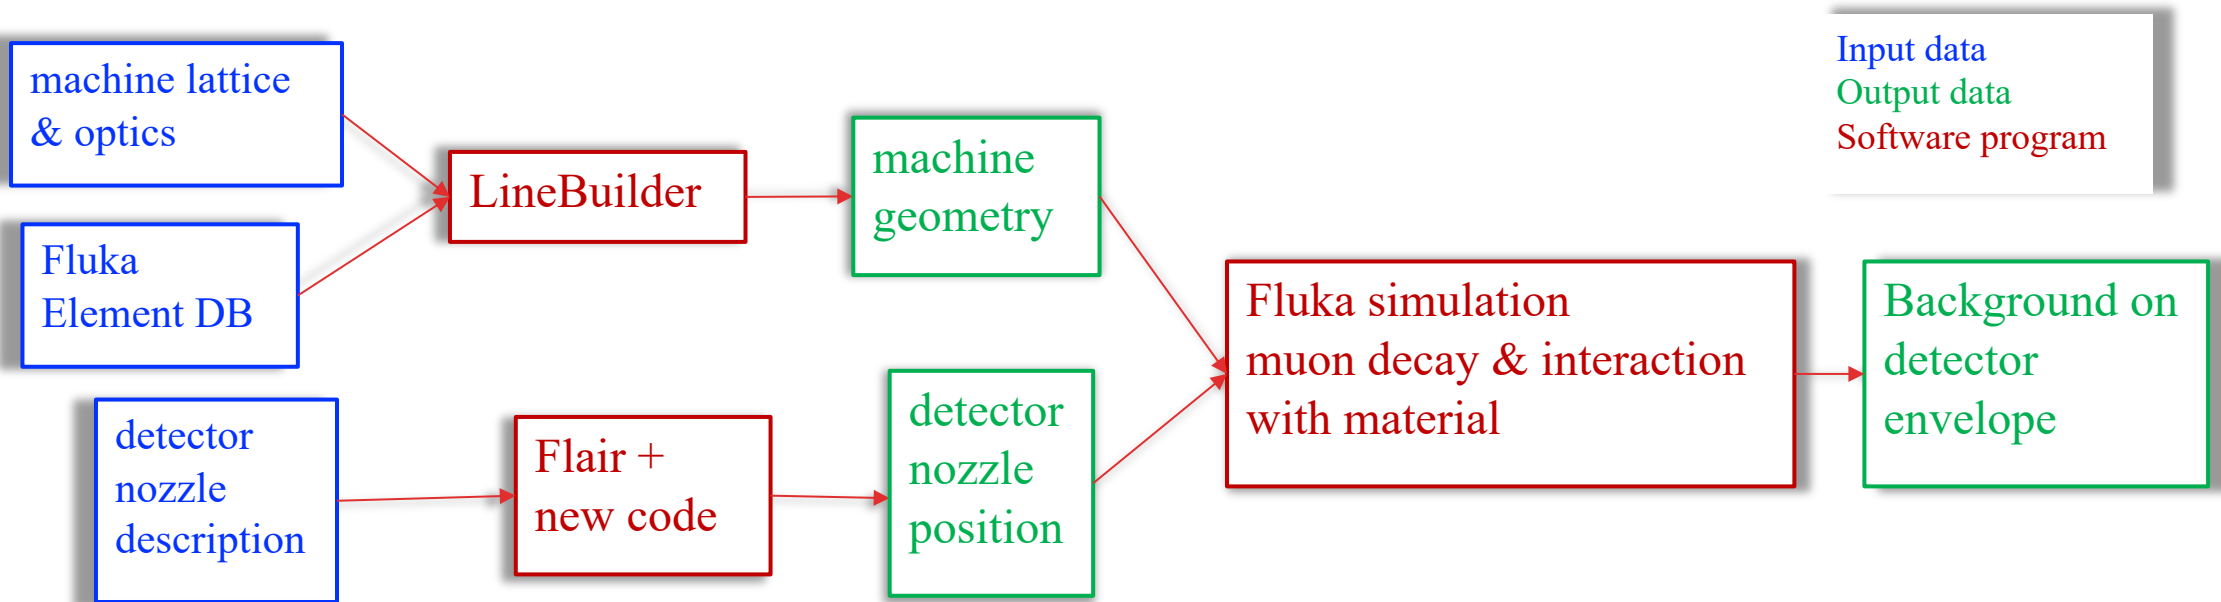 machine lattice
& optics
Fluka
Element DB
detector
nozzle
description
LineBuilder
Flair +
new code
machine
geometry
detector
nozzle
position
Fluka simulation
muon decay & interaction
with material
Background on
detector
envelope
Input data
Output data
Software program